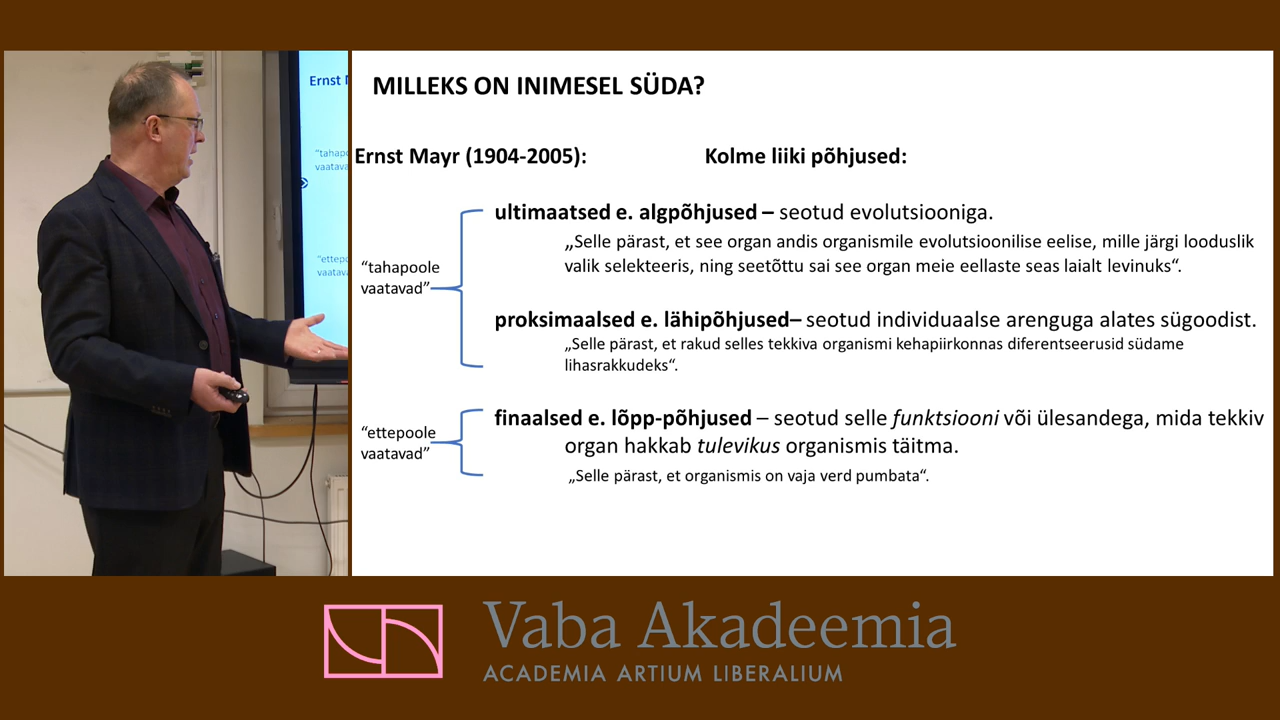 MILLEKS ON INIMESEL SÜDA?
Ernst Mayr (1904-2005):
Kolme liiki põhjused:
ultimaatsed e. algpõhjused – seotud evolutsiooniga.
„Selle pärast, et see organ andis organismile evolutsioonilise eelise, mille järgi looduslik
valik selekteeris, ning seetõttu sai see organ meie eellaste seas laialt levinuks“.
“tahapoole
vaatavad”
proksimaalsed e. lähipõhjused– seotud individuaalse arenguga alates sügoodist.
„Selle pärast, et rakud selles tekkiva organismi kehapiirkonnas diferentseerusid südame
lihasrakkudeks“.
“ettepoole
vaatavad”
finaalsed e. lõpp-põhjused – seotud selle funktsiooni või ülesandega, mida tekkiv
organ hakkab tulevikus organismis täitma.
„Selle pärast, et organismis on vaja verd pumbata“.
Ernst
Vaba Akadeemia
ACADEMIA ARTIUM LIBERALIUM